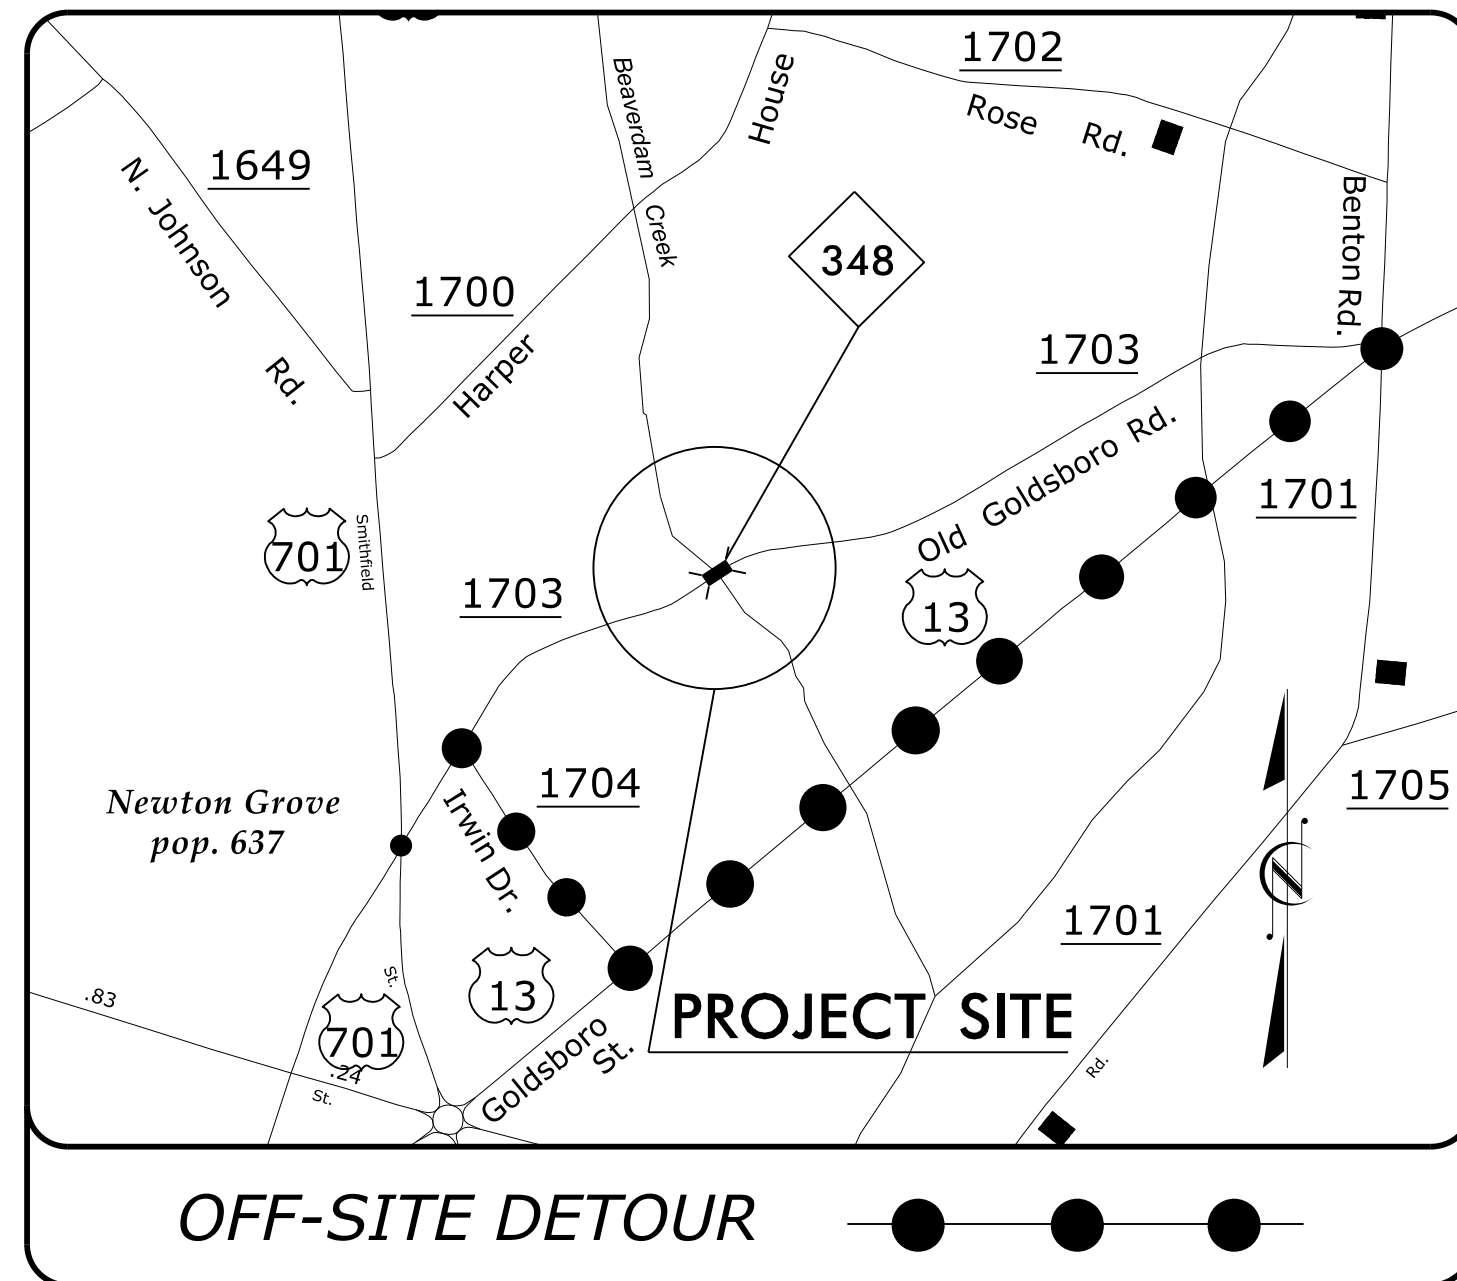 1702
House
Beaverdam
Creek
Rose Rd.
1649
N. Johnson
Rd.
Benton Rd.
348
1700
Harper
1703
Old Goldsboro Rd.
1701
701
Smithfield
13
1703
1704
Irwin Dr.
Newton Grove
pop. 637
1705
1701
N
.83
St.
13
701
.24
St.
Goldsboro
St.
PROJECT SITE
Rd.
OFF-SITE DETOUR